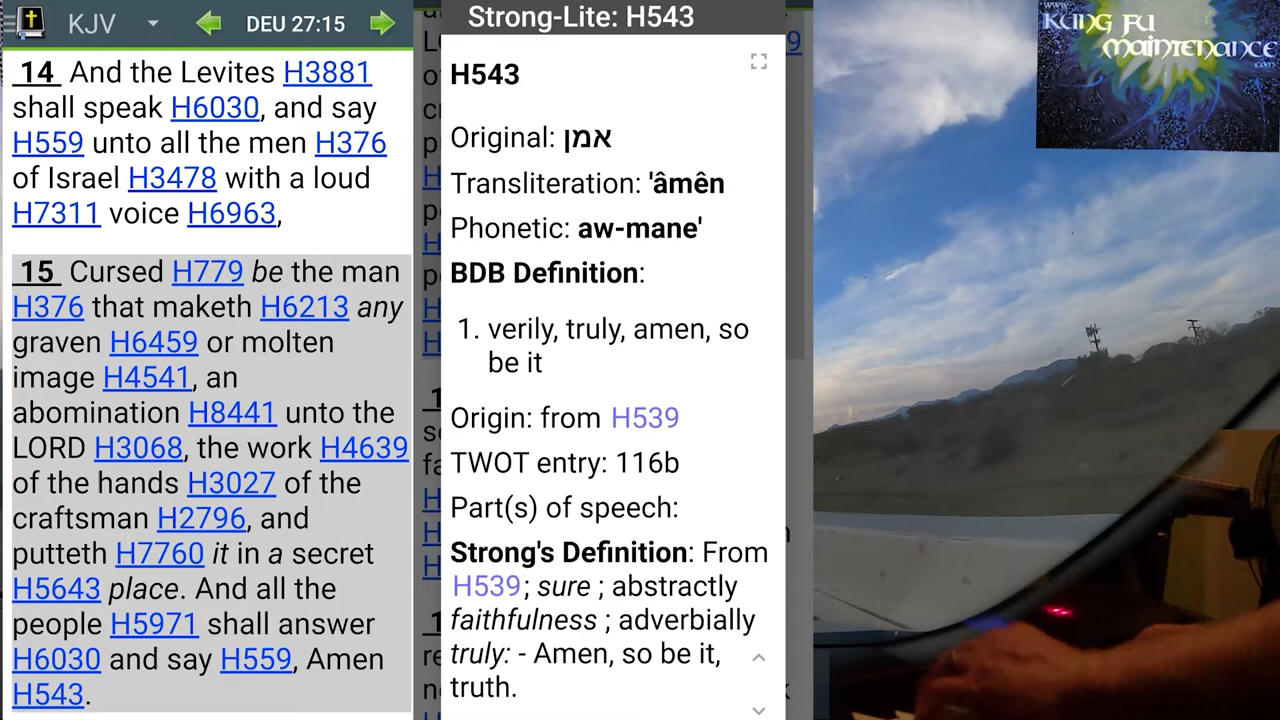 KJV
DEU 27:15
14 And the Levites H3881
shall speak H6030, and say
H559 unto all the men H376
of Israel H3478 with a loud
H7311 voice H6963,
15 Cursed H779 be the man
H376 that maketh H6213 any
graven H6459 or molten
image H4541, an
abomination H8441 unto the
LORD H3068, the work H4639
of the hands H3027 of the
craftsman H2796, and
putteth H7760 it in a secret
H5643 place. And all the
people H5971 shall answer
H6030 and say H559, Amen
H543.
Strong-Lite: H543
H543
Original: אמן
Transliteration: 'âmên
Phonetic: aw-mane'
BDB Definition:
1. verily, truly, amen, so
be it
Origin: from H539
TWOT entry: 116b
Part(s) of speech:
Strong's Definition: From
H539; sure ; abstractly
faithfulness ; adverbially
truly: - Amen, so be it,
truth.
www.
KUNG FU
MAINTENANCE
.com